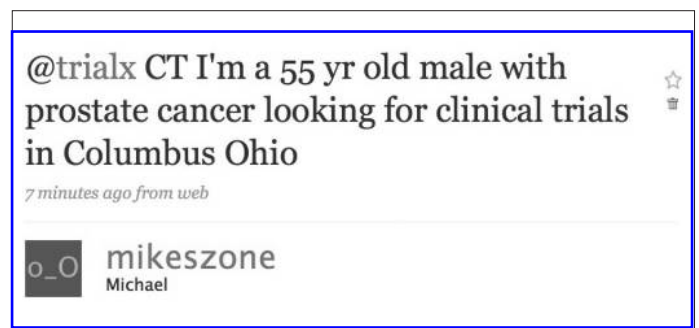 @trialx CT I'm a 55 yr old male with
prostate cancer looking for clinical trials
in Columbus Ohio
7 minutes ago from web
o_O
mikeszone
Michael